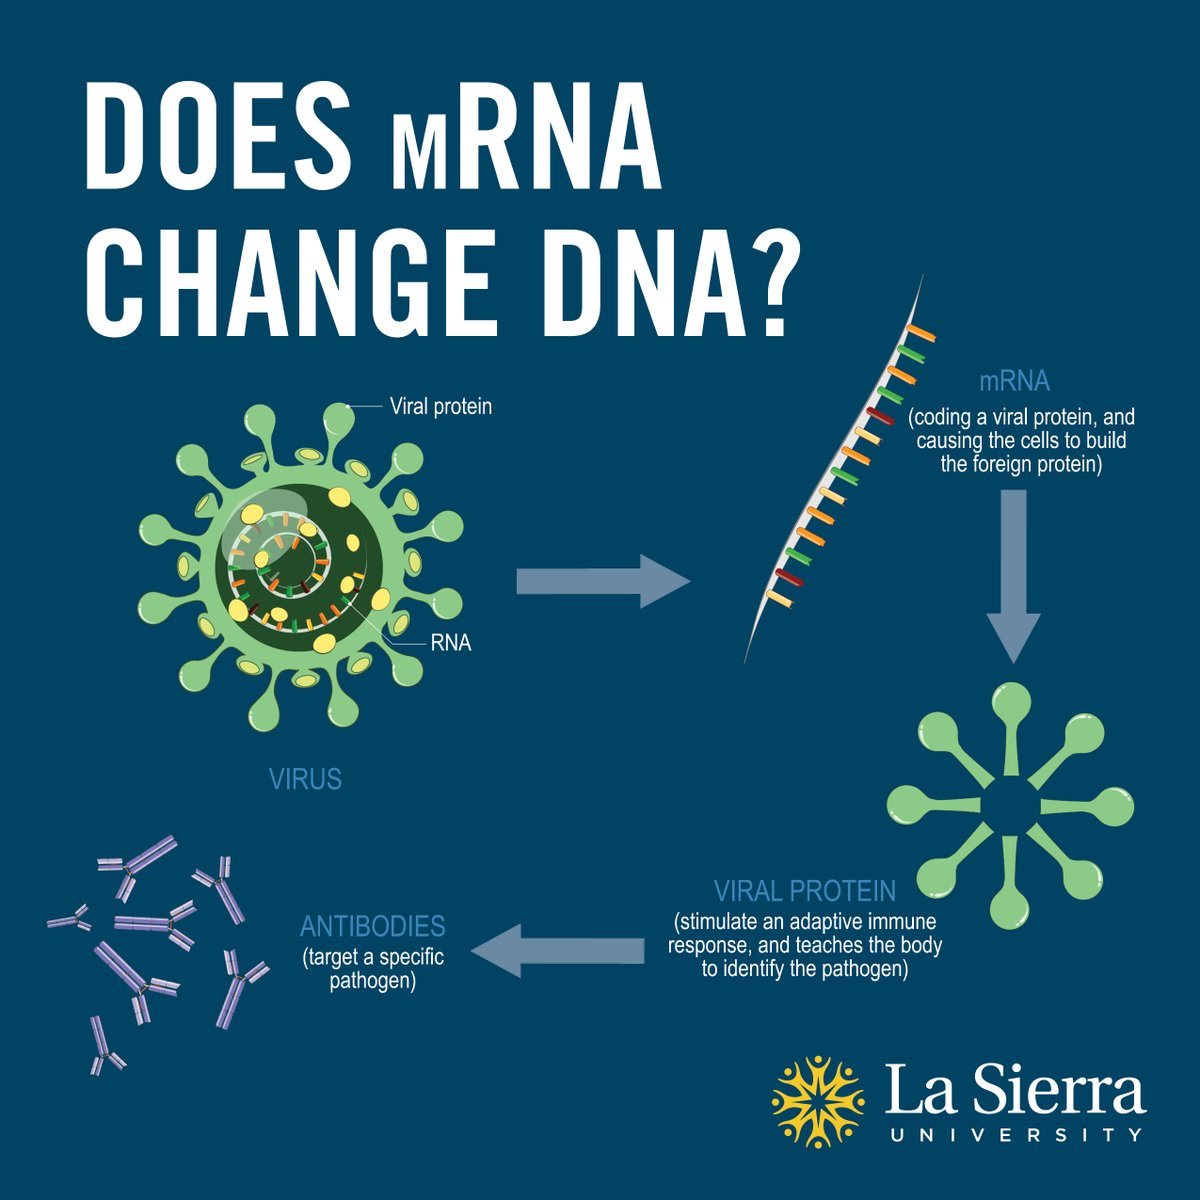 DOES mRNA
CHANGE DNA?
Viral protein
RNA
VIRUS
mRNA
(coding a viral protein, and
causing the cells to build
the foreign protein)
VIRAL PROTEIN
(stimulate an adaptive immune
response, and teaches the body
to identify the pathogen)
ANTIBODIES
(target a specific
pathogen)
La Sierra
UNIVERSITY